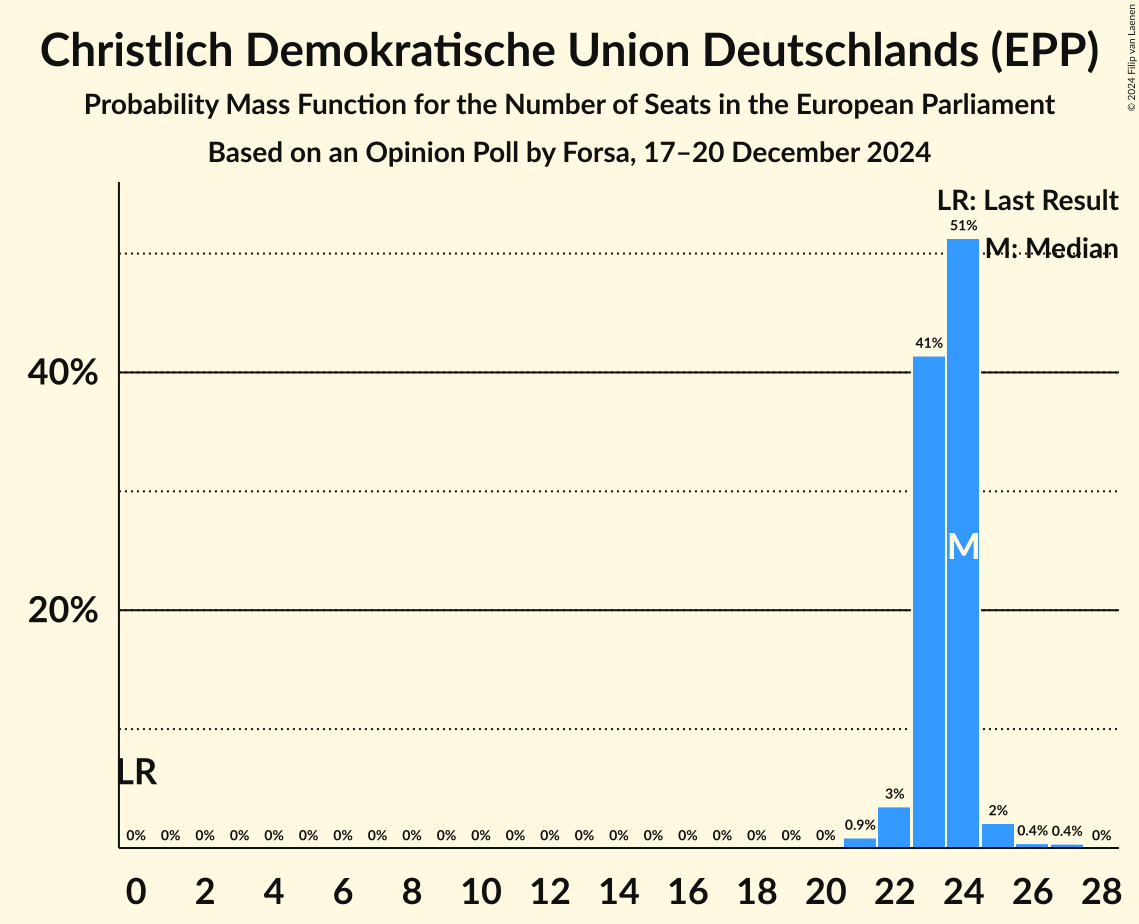 Christlich Demokratische Union Deutschlands (EPP)
Probability Mass Function for the Number of Seats in the European Parliament
Based on an Opinion Poll by Forsa, 17–20 December 2024
© 2024 Filip van Laenen
LR: Last Result
M: Median
51%
41%
40%
M
20%
LR
3%
2%
0.9%
0.4% 0.4%
0% 0% 0% 0% 0% 0% 0% 0% 0% 0% 0% 0% 0% 0% 0% 0% 0% 0% 0% 0% 0% 0%
0 2 4 6 8 10 12 14 16 18 20 22 24 26 28